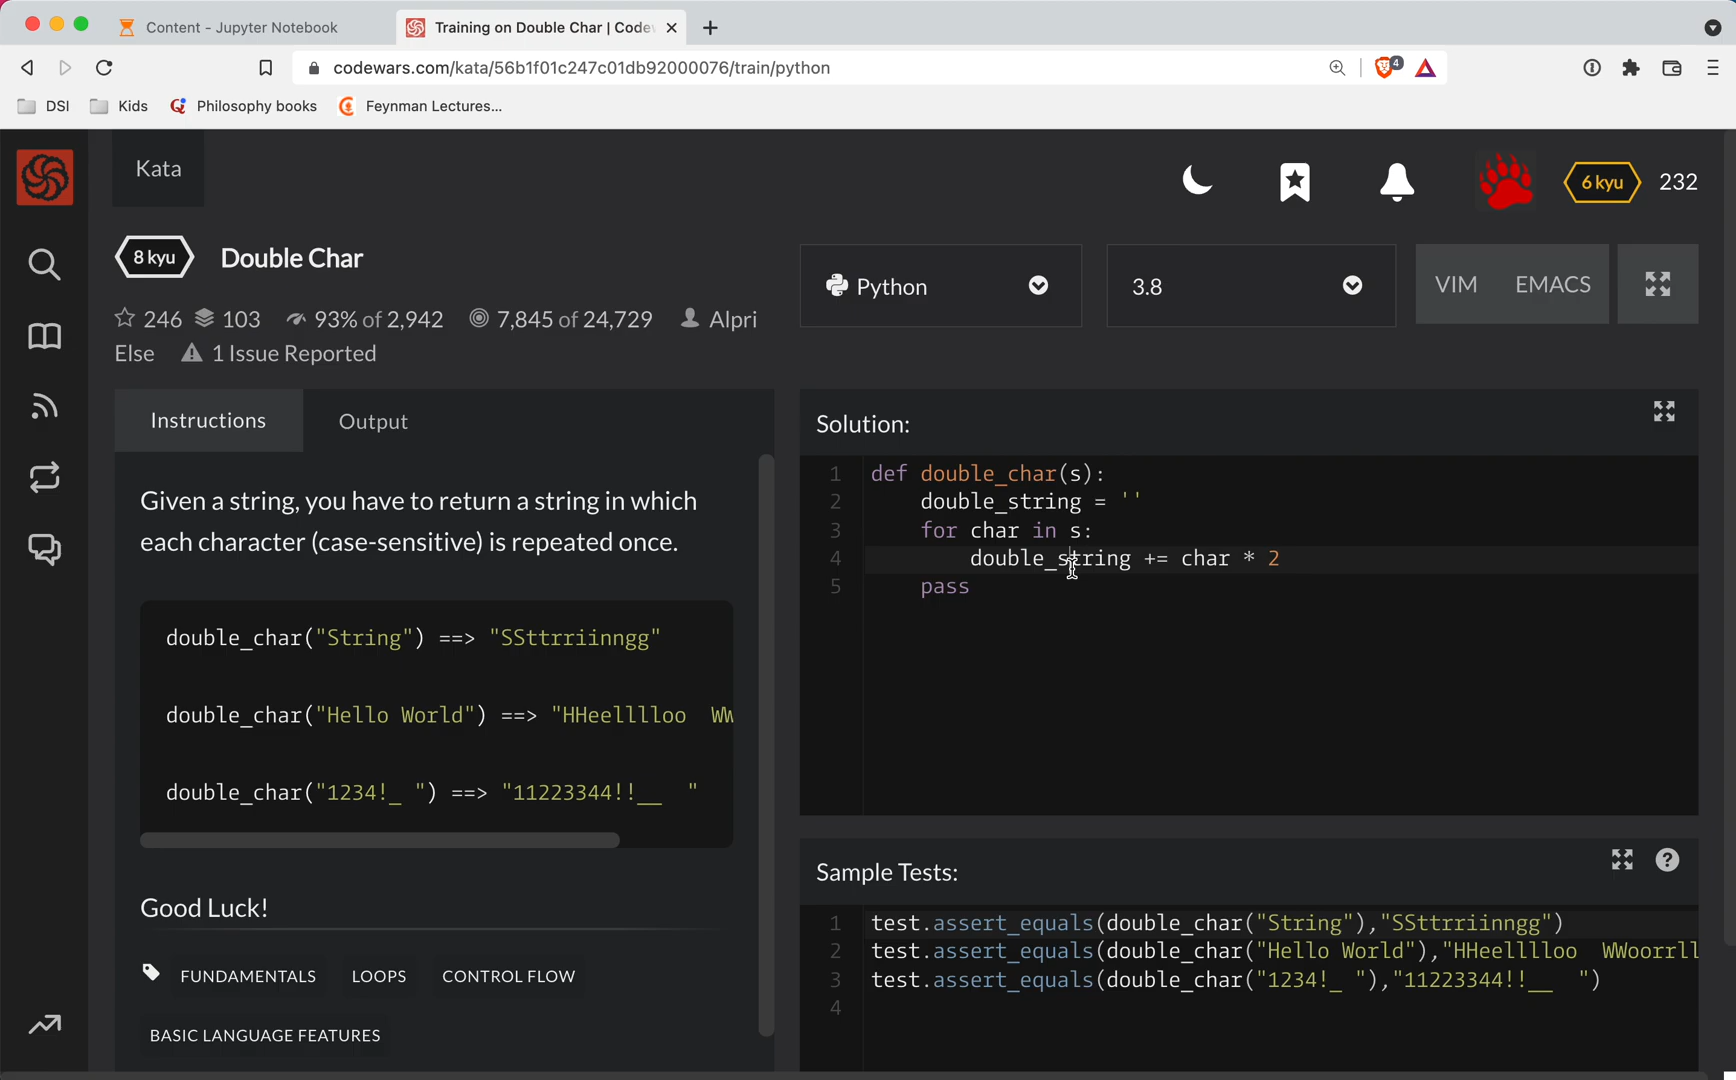 Content - Jupyter Notebook
Training on Double Char | Code
codewars.com/kata/56b1f01c247c01db92000076/train/python
4
DSI
Kids
Philosophy books
Feynman Lectures...
Kata
6 kyu
232
8 kyu
Double Char
246
103
93% of 2,942
7,845 of 24,729
Alpri
Else
1 Issue Reported
Python
3.8
VIM
EMACS
Instructions
Output
Given a string, you have to return a string in which
each character (case-sensitive) is repeated once.
double_char("String") ==> "SSttrriinngg"
double_char("Hello World") ==> "HHeelllloo  WW
double_char("1234!_ ") ==> "11223344!!__  "
Good Luck!
FUNDAMENTALS
LOOPS
CONTROL FLOW
BASIC LANGUAGE FEATURES
Solution:
1 def double_char(s):
2     double_string = ''
3     for char in s:
4         double_string += char * 2
5     pass
Sample Tests:
1 test.assert_equals(double_char("String"),"SSttrriinngg")
2 test.assert_equals(double_char("Hello World"),"HHeelllloo  WWoorrll
3 test.assert_equals(double_char("1234!_ "),"11223344!!__  ")
4